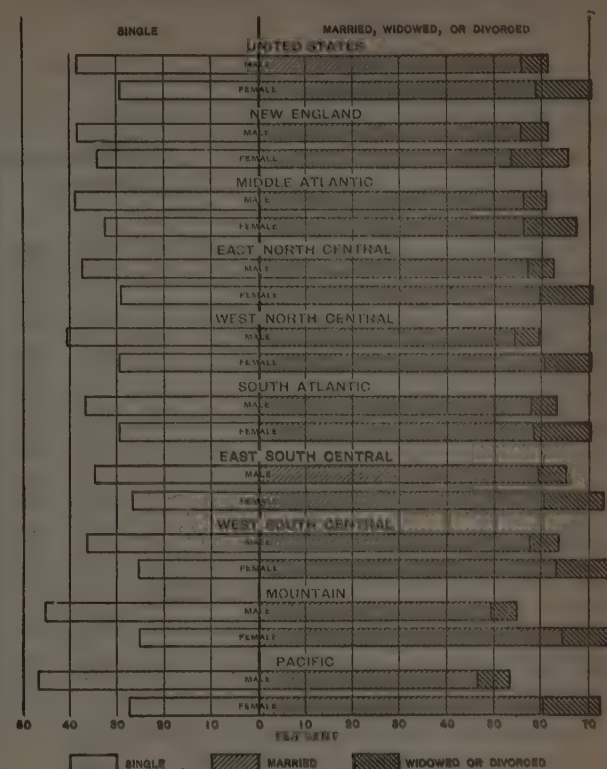 SINGLE MARRIED, WIDOWED, OR DIVORCED
UNITED STATES
MALE
FEMALE
NEW ENGLAND
MALE
FEMALE
MIDDLE ATLANTIC
MALE
FEMALE
EAST NORTH CENTRAL
MALE
FEMALE
WEST NORTH CENTRAL
MALE
FEMALE
SOUTH ATLANTIC
MALE
FEMALE
EAST SOUTH CENTRAL
MALE
FEMALE
WEST SOUTH CENTRAL
MALE
FEMALE
MOUNTAIN
MALE
FEMALE
PACIFIC
MALE
FEMALE
50 40 30 20 10 0 10 20 30 40 50 60 70
PER CENT
SINGLE MARRIED WIDOWED OR DIVORCED